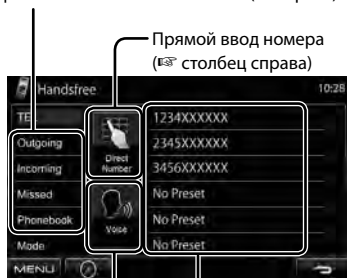 Прямой ввод номера
(☞ столбец справа)
Handsfree 10:28
TEL 1234XXXXXX
Outgoing 2345XXXXXX
Direct Number
Incoming 3456XXXXXX
Missed No Preset
Phonebook No Preset
Voice
Mode No Preset
MENU